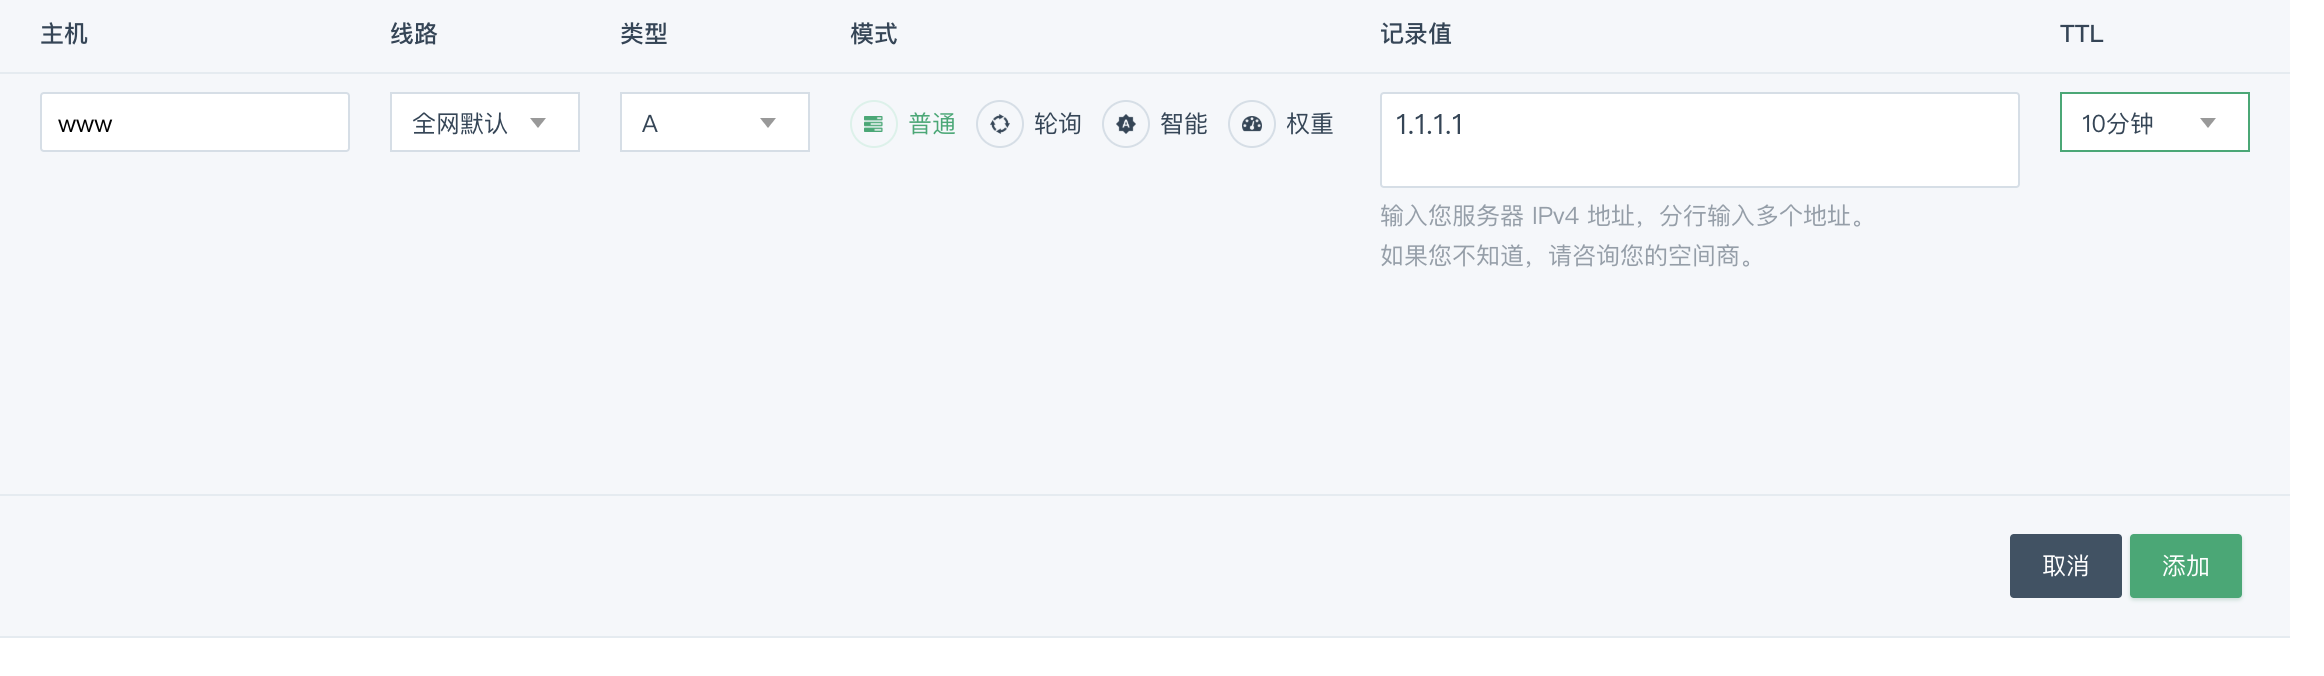 主机 线路 类型 模式 记录值 TTL
www 全网默认 A 普通 轮询 智能 权重 1.1.1.1 10分钟
输入您服务器 IPv4 地址，分行输入多个地址。
如果您不知道，请咨询您的空间商。
取消 添加